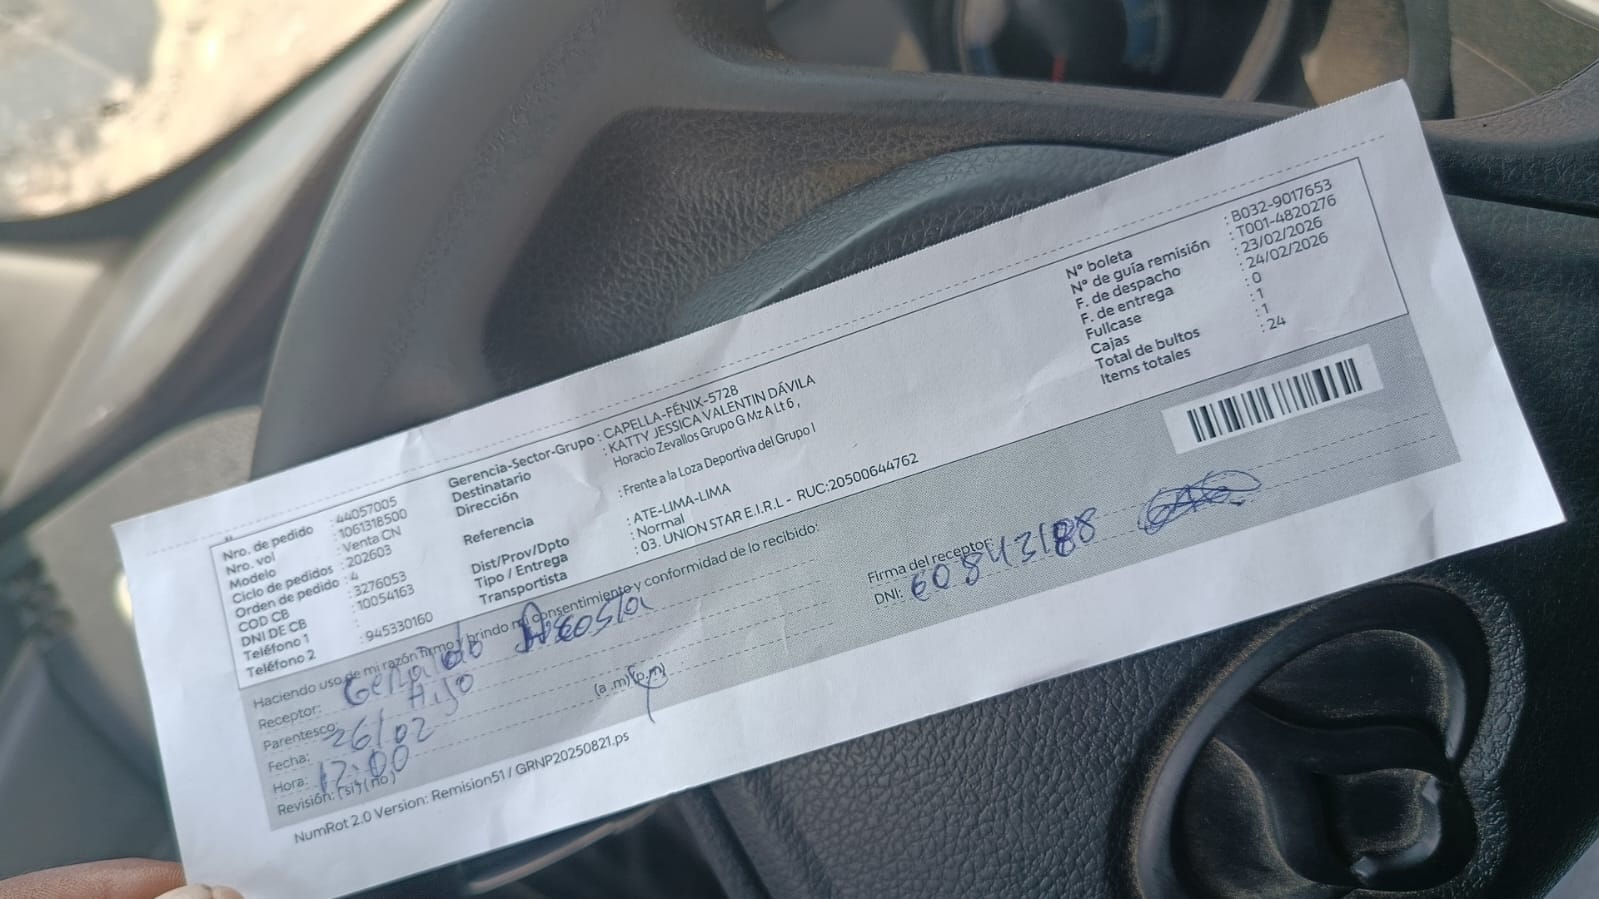 Nro. de pedido : 44057005
Nro. vol : 1061318500
Modelo : Venta CN
Ciclo de pedidos : 202603
Orden de pedido : 4
COD CB : 3276053
DNI DE CB : 10054163
Teléfono 1
Teléfono 2 : 945330160
Gerencia-Sector-Grupo : CAPELLA-FÉNIX-5728
Destinatario : KATTY JESSICA VALENTIN DÁVILA
Dirección Horacio Zevallos Grupo G Mz A Lt 6 ,
Referencia : Frente a la Loza Deportiva del Grupo I
Dist/Prov/Dpto : ATE-LIMA-LIMA
Tipo / Entrega : Normal
Transportista : 03. UNION STAR E.I.R.L - RUC:20500644762
N° boleta : B032-9017653
N° de guía remisión : T001-4820276
F. de despacho : 23/02/2026
F. de entrega : 24/02/2026
Fullcase : 0
Cajas : 1
Total de bultos : 1
Items totales : 24
Haciendo uso de mi razón firmo y brindo mi consentimiento y conformidad de lo recibido:
Receptor: Acosta
Parentesco: Hijo
Fecha: 26/02
Hora: 12:00 (a .m) (p.m)
Revisión: (si) (no)
Firma del receptor:
DNI: 60843188
NumRot 2.0 Version: Remision51 / GRNP20250821.ps